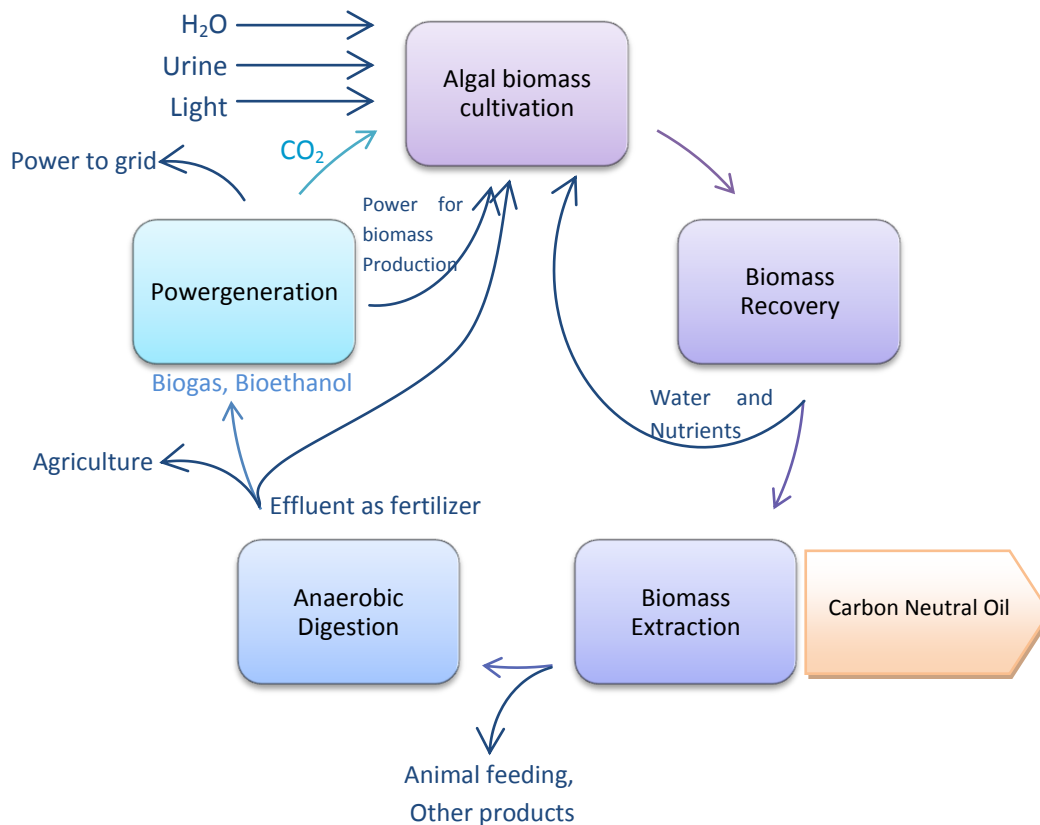 H₂O
Urine
Light
Algal biomass
cultivation
CO₂
Power to grid
Power for
biomass
Production
Powergeneration
Biomass
Recovery
Biogas, Bioethanol
Water and
Nutrients
Agriculture
Effluent as fertilizer
Anaerobic
Digestion
Biomass
Extraction
Carbon Neutral Oil
Animal feeding,
Other products